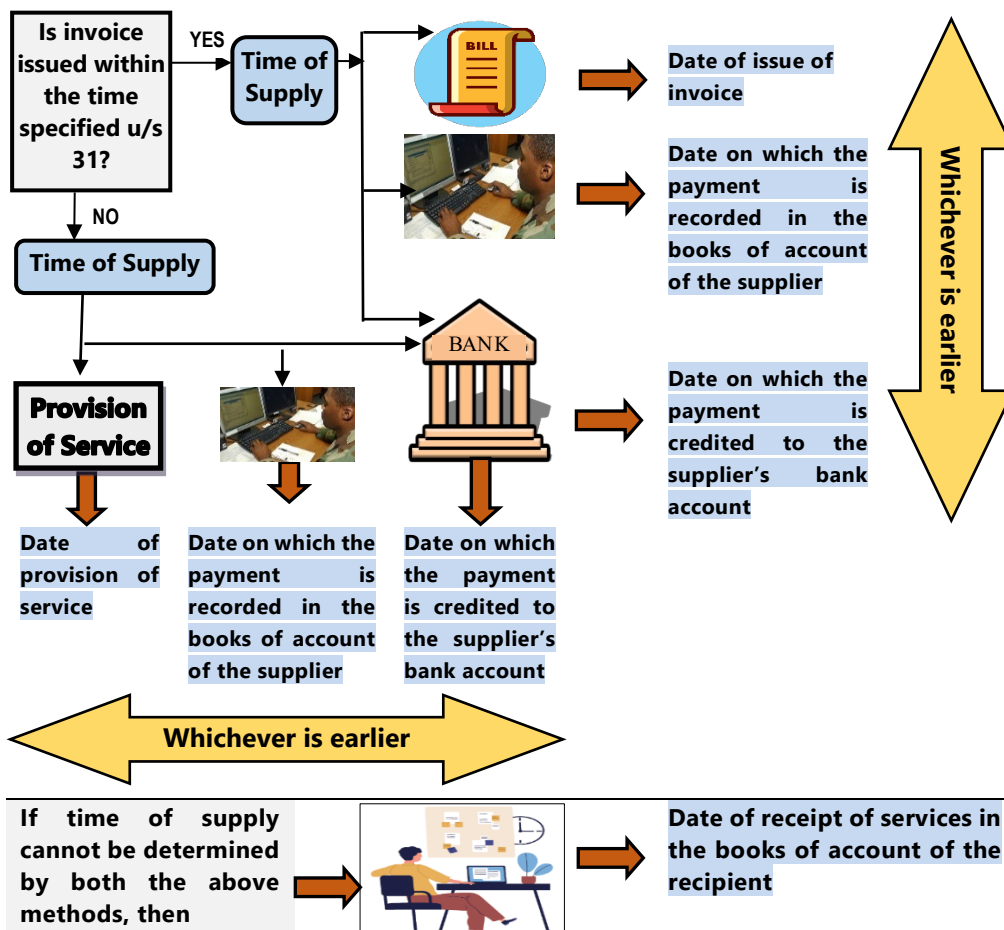 Is invoice
issued within
the time
specified u/s
31?
YES
Time of
Supply
BILL
Date of issue of
invoice
Date on which the
payment is
recorded in the
books of account
of the supplier
Whichever is earlier
NO
Time of Supply
BANK
Date on which the
payment is
credited to the
supplier’s bank
account
Provision
of Service
Date of
provision of
service
Date on which the
payment is
recorded in the
books of account
of the supplier
Date on which
the payment
is credited to
the supplier’s
bank account
Whichever is earlier
If time of supply
cannot be determined
by both the above
methods, then
Date of receipt of services in
the books of account of the
recipient